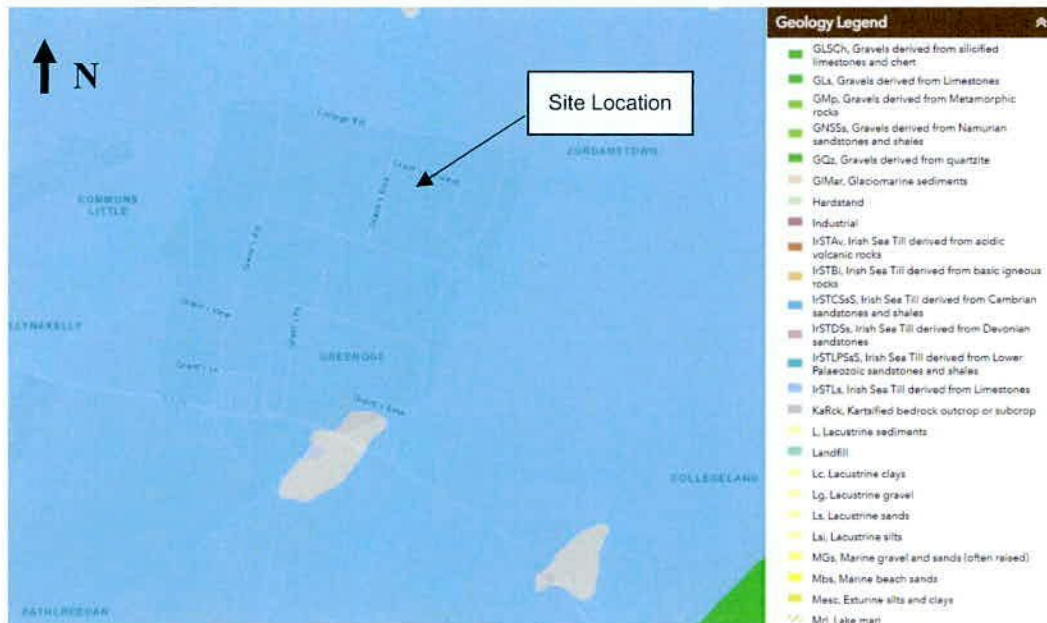 N
Site Location
College Rd
JORDANSTOWN
COMMONS
LITTLE
GREENOGE
COLLEGELAND
Geology Legend
GLSCh, Gravels derived from silicified
limestones and chert
GLs, Gravels derived from Limestones
GMp, Gravels derived from Metamorphic
rocks
GNSSs, Gravels derived from Namurian
sandstones and shales
GQz, Gravels derived from quartzite
GlMar, Glaciomarine sediments
Hardstand
Industrial
IrSTAv, Irish Sea Till derived from acidic
volcanic rocks
IrSTBi, Irish Sea Till derived from basic igneous
rocks
IrSTCSsS, Irish Sea Till derived from Cambrian
sandstones and shales
IrSTDSs, Irish Sea Till derived from Devonian
sandstones
IrSTLPSsS, Irish Sea Till derived from Lower
Palaeozoic sandstones and shales
IrSTLs, Irish Sea Till derived from Limestones
KaRck, Karstified bedrock outcrop or subcrop
L, Lacustrine sediments
Landfill
Lc, Lacustrine clays
Lg, Lacustrine gravel
Ls, Lacustrine sands
Lsi, Lacustrine silts
MGs, Marine gravel and sands (often raised)
Mbs, Marine beach sands
Mesc, Esturine silts and clays
Mrl, Lake marl